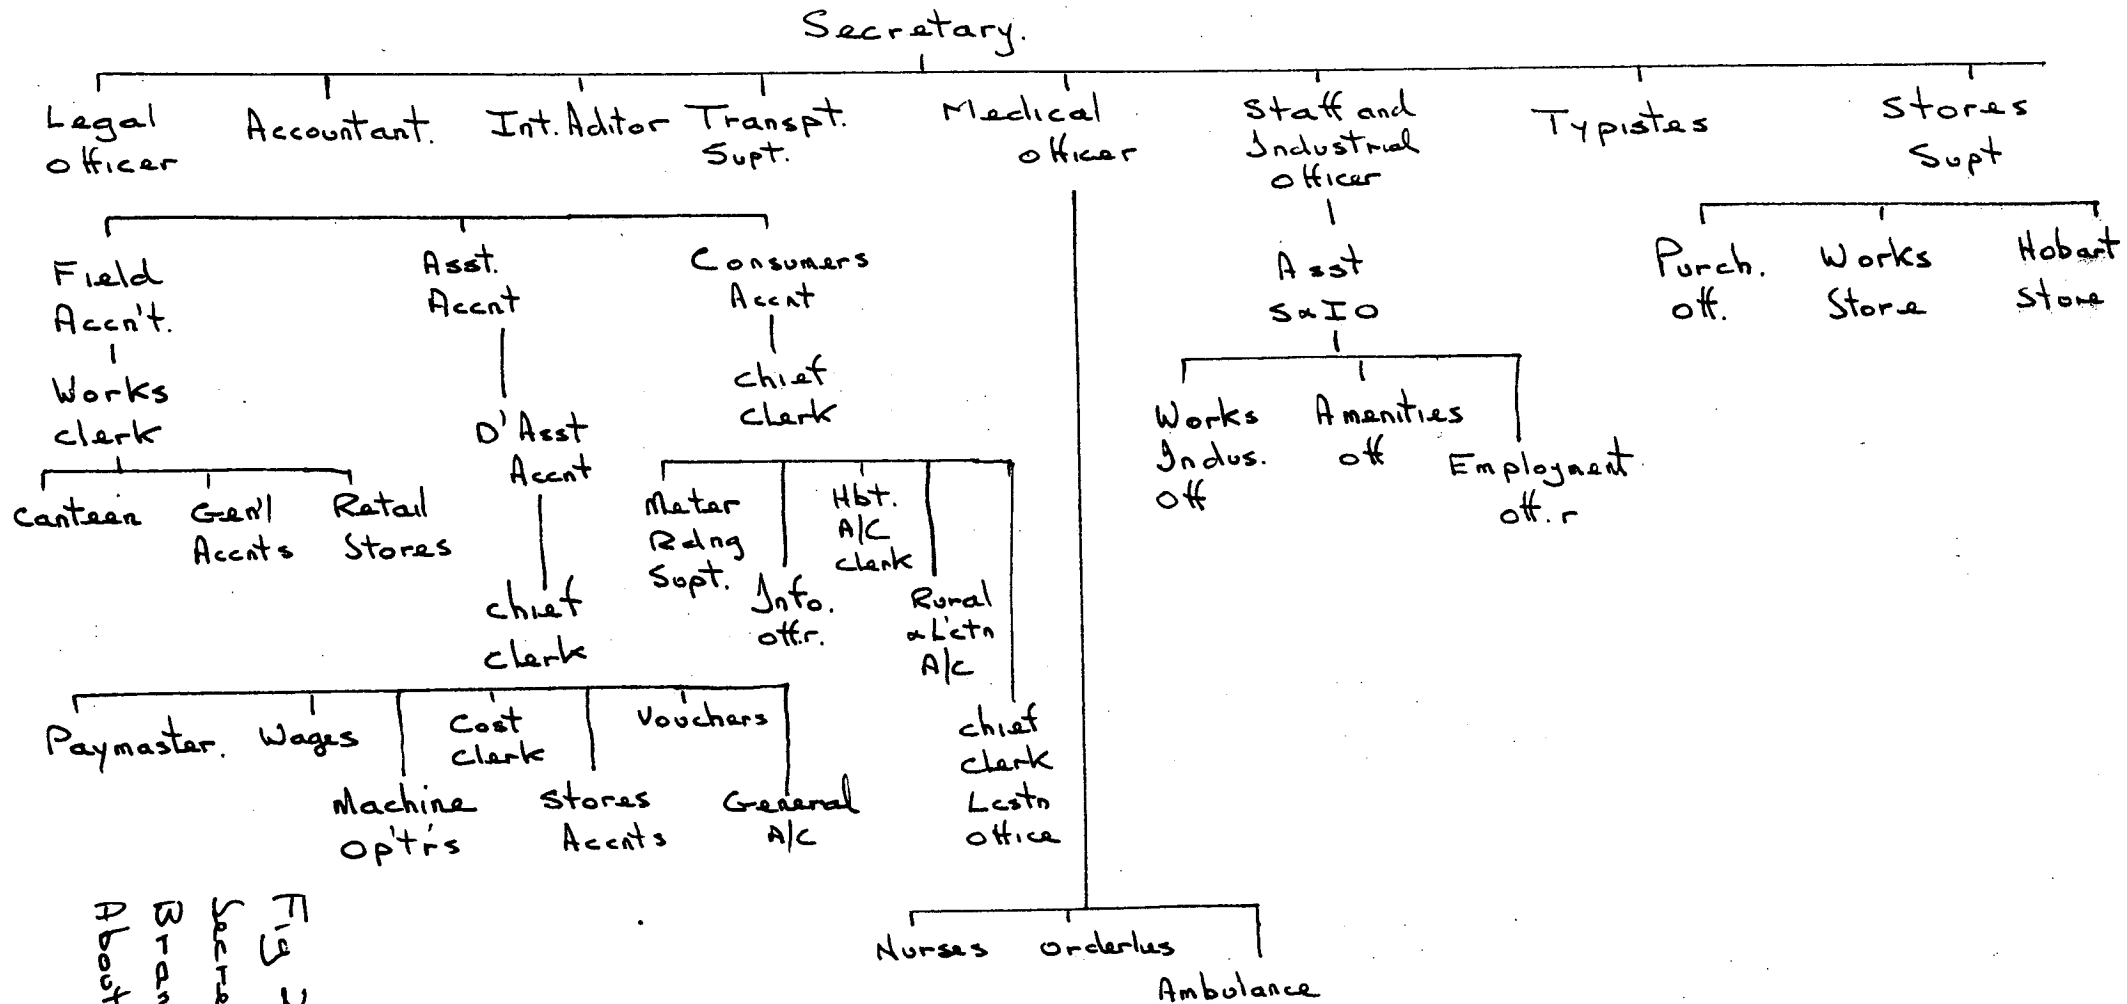 Secretary.
Legal
officer
Accountant.
Int. Aditor
Transpt.
Supt.
Medical
officer
Staff and
Industrial
officer
Typistes
Stores
Supt
Field
Accn't.
Asst.
Accnt
Consumers
Accnt
Asst
S & I O
Purch.
off.
Works
Store
Hobart
Store
Works
clerk
D' Asst
Accnt
chief
clerk
Works
Indus.
off
Amenities
off
Employment
off.r
Canteen
Gen'l
Accnts
Retail
Stores
chief
clerk
Meter
Rdng
Supt.
Info.
off.r.
Hbt.
A/C
clerk
Rural
& L'ctn
A/C
chief
clerk
Lcstn
office
Paymaster.
Wages
Machine
Op't'r's
Cost
clerk
Stores
Accnts
Vouchers
General
A/C
Nurses
orderlies
Ambulance
Fig
About